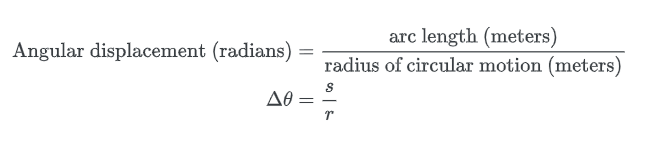 Angular displacement (radians) = arc length (meters) / radius of circular motion (meters)
Δθ = s / r